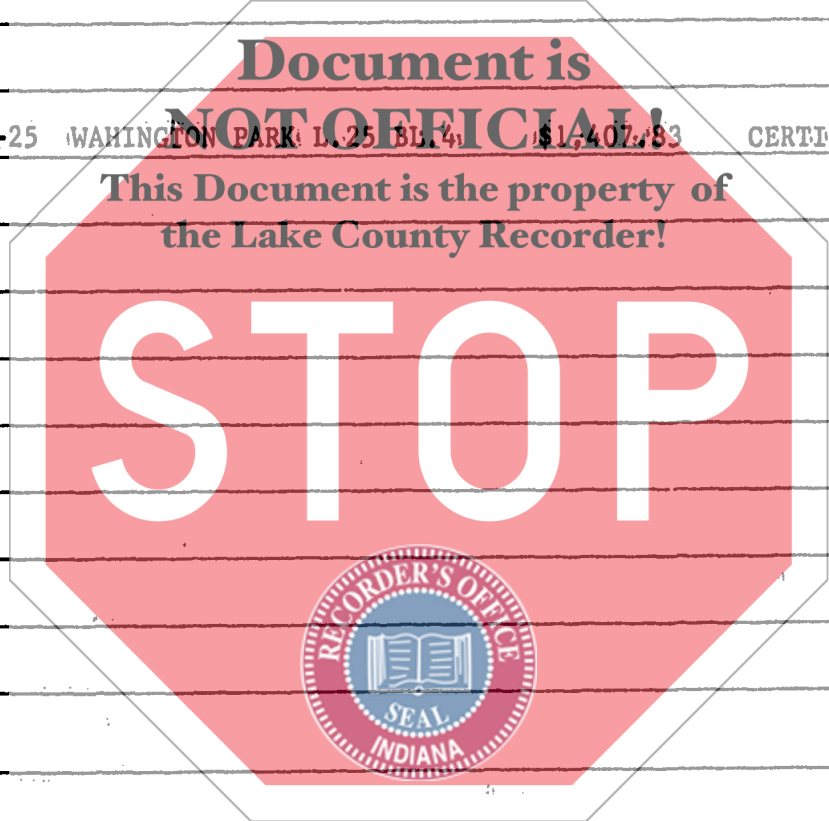 Document is
NOT OFFICIAL!
25 WAHINGTON PARK L.25 BL.4 $1,407.83 CERTI
This Document is the property of
the Lake County Recorder!
STOP
RECORDER'S OFFICE
SEAL
INDIANA